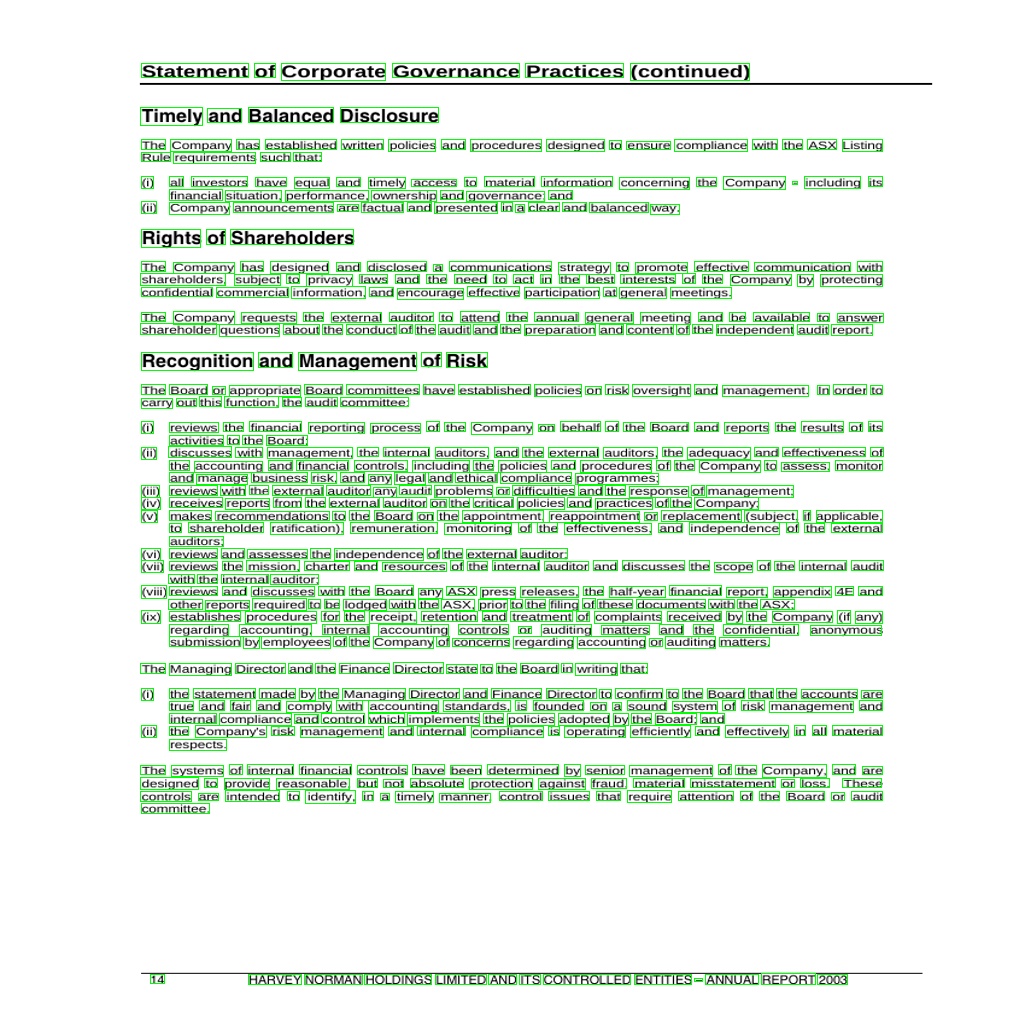 Statement of Corporate Governance Practices (continued)
Timely and Balanced Disclosure
The Company has established written policies and procedures designed to ensure compliance with the ASX Listing
Rule requirements such that:
(i) all investors have equal and timely access to material information concerning the Company – including its
financial situation, performance, ownership and governance; and
(ii) Company announcements are factual and presented in a clear and balanced way.
Rights of Shareholders
The Company has designed and disclosed a communications strategy to promote effective communication with
shareholders, subject to privacy laws and the need to act in the best interests of the Company by protecting
confidential commercial information, and encourage effective participation at general meetings.
The Company requests the external auditor to attend the annual general meeting and be available to answer
shareholder questions about the conduct of the audit and the preparation and content of the independent audit report.
Recognition and Management of Risk
The Board or appropriate Board committees have established policies on risk oversight and management. In order to
carry out this function, the audit committee:
(i) reviews the financial reporting process of the Company on behalf of the Board and reports the results of its
activities to the Board;
(ii) discusses with management, the internal auditors, and the external auditors, the adequacy and effectiveness of
the accounting and financial controls, including the policies and procedures of the Company to assess, monitor
and manage business risk, and any legal and ethical compliance programmes;
(iii) reviews with the external auditor any audit problems or difficulties and the response of management;
(iv) receives reports from the external auditor on the critical policies and practices of the Company;
(v) makes recommendations to the Board on the appointment, reappointment or replacement (subject, if applicable,
to shareholder ratification), remuneration, monitoring of the effectiveness, and independence of the external
auditors;
(vi) reviews and assesses the independence of the external auditor;
(vii) reviews the mission, charter and resources of the internal auditor and discusses the scope of the internal audit
with the internal auditor;
(viii) reviews and discusses with the Board any ASX press releases, the half-year financial report, appendix 4E and
other reports required to be lodged with the ASX, prior to the filing of these documents with the ASX;
(ix) establishes procedures for the receipt, retention and treatment of complaints received by the Company (if any)
regarding accounting, internal accounting controls or auditing matters and the confidential, anonymous
submission by employees of the Company of concerns regarding accounting or auditing matters.
The Managing Director and the Finance Director state to the Board in writing that:
(i) the statement made by the Managing Director and Finance Director to confirm to the Board that the accounts are
true and fair and comply with accounting standards, is founded on a sound system of risk management and
internal compliance and control which implements the policies adopted by the Board; and
(ii) the Company's risk management and internal compliance is operating efficiently and effectively in all material
respects.
The systems of internal financial controls have been determined by senior management of the Company, and are
designed to provide reasonable, but not absolute protection against fraud, material misstatement or loss. These
controls are intended to identify, in a timely manner, control issues that require attention of the Board or audit
committee.
14 HARVEY NORMAN HOLDINGS LIMITED AND ITS CONTROLLED ENTITIES – ANNUAL REPORT 2003